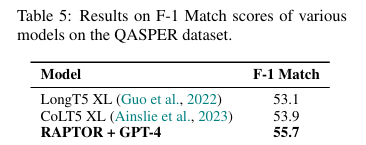 Table 5: Results on F-1 Match scores of various
models on the QASPER dataset.
Model F-1 Match
LongT5 XL (Guo et al., 2022) 53.1
CoLT5 XL (Ainslie et al., 2023) 53.9
RAPTOR + GPT-4 55.7